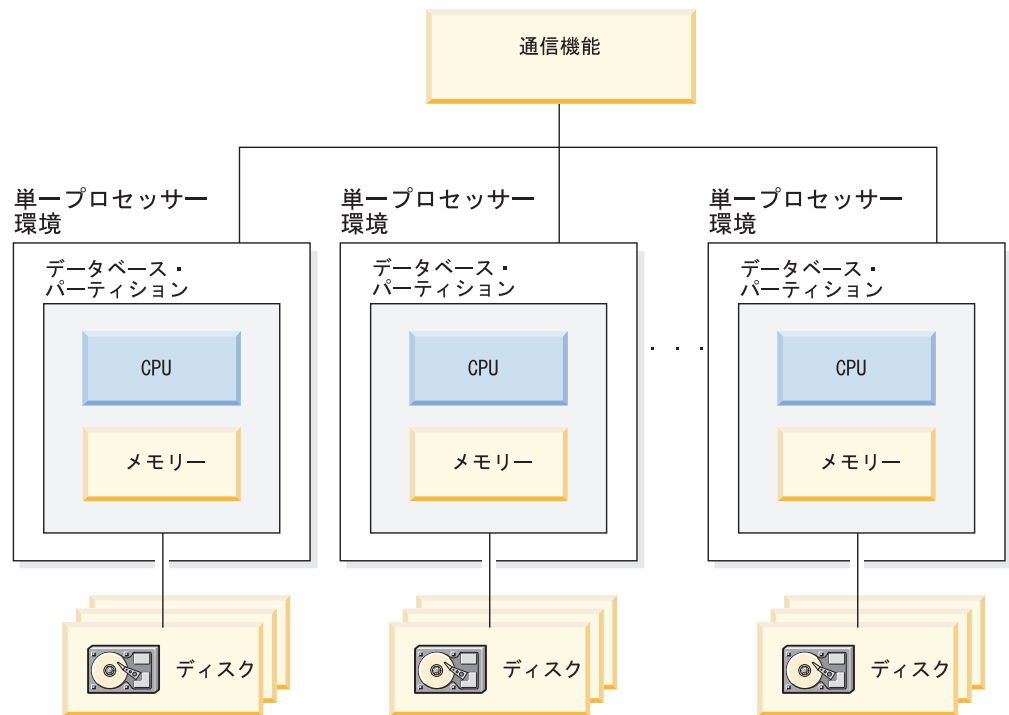 通信機能
単一プロセッサー
環境
データベース・
パーティション
CPU
メモリー
ディスク
単一プロセッサー
環境
データベース・
パーティション
CPU
メモリー
ディスク
. . .
単一プロセッサー
環境
データベース・
パーティション
CPU
メモリー
ディスク